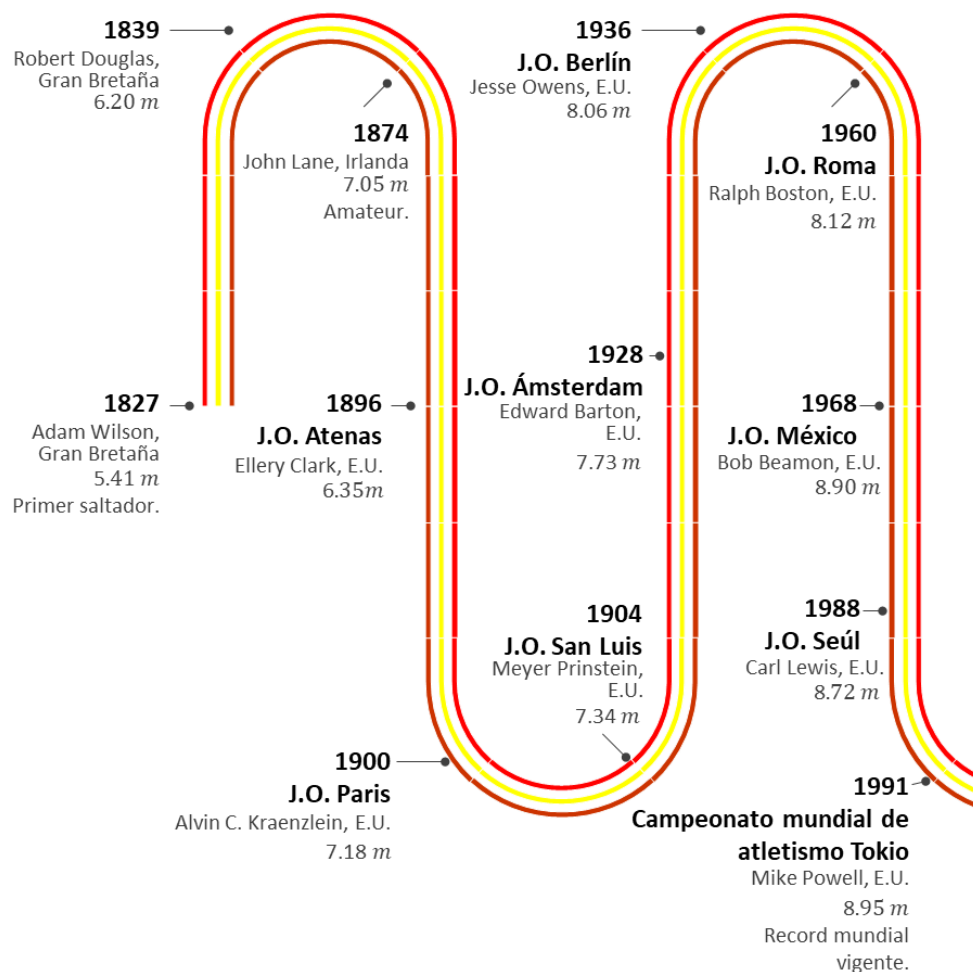 1827
Adam Wilson,
Gran Bretaña
5.41 m
Primer saltador.
1839
Robert Douglas,
Gran Bretaña
6.20 m
1874
John Lane, Irlanda
7.05 m
Amateur.
1896
J.O. Atenas
Ellery Clark, E.U.
6.35m
1900
J.O. Paris
Alvin C. Kraenzlein, E.U.
7.18 m
1904
J.O. San Luis
Meyer Prinstein,
E.U.
7.34 m
1928
J.O. Ámsterdam
Edward Barton,
E.U.
7.73 m
1936
J.O. Berlín
Jesse Owens, E.U.
8.06 m
1960
J.O. Roma
Ralph Boston, E.U.
8.12 m
1968
J.O. México
Bob Beamon, E.U.
8.90 m
1988
J.O. Seúl
Carl Lewis, E.U.
8.72 m
1991
Campeonato mundial de
atletismo Tokio
Mike Powell, E.U.
8.95 m
Record mundial
vigente.